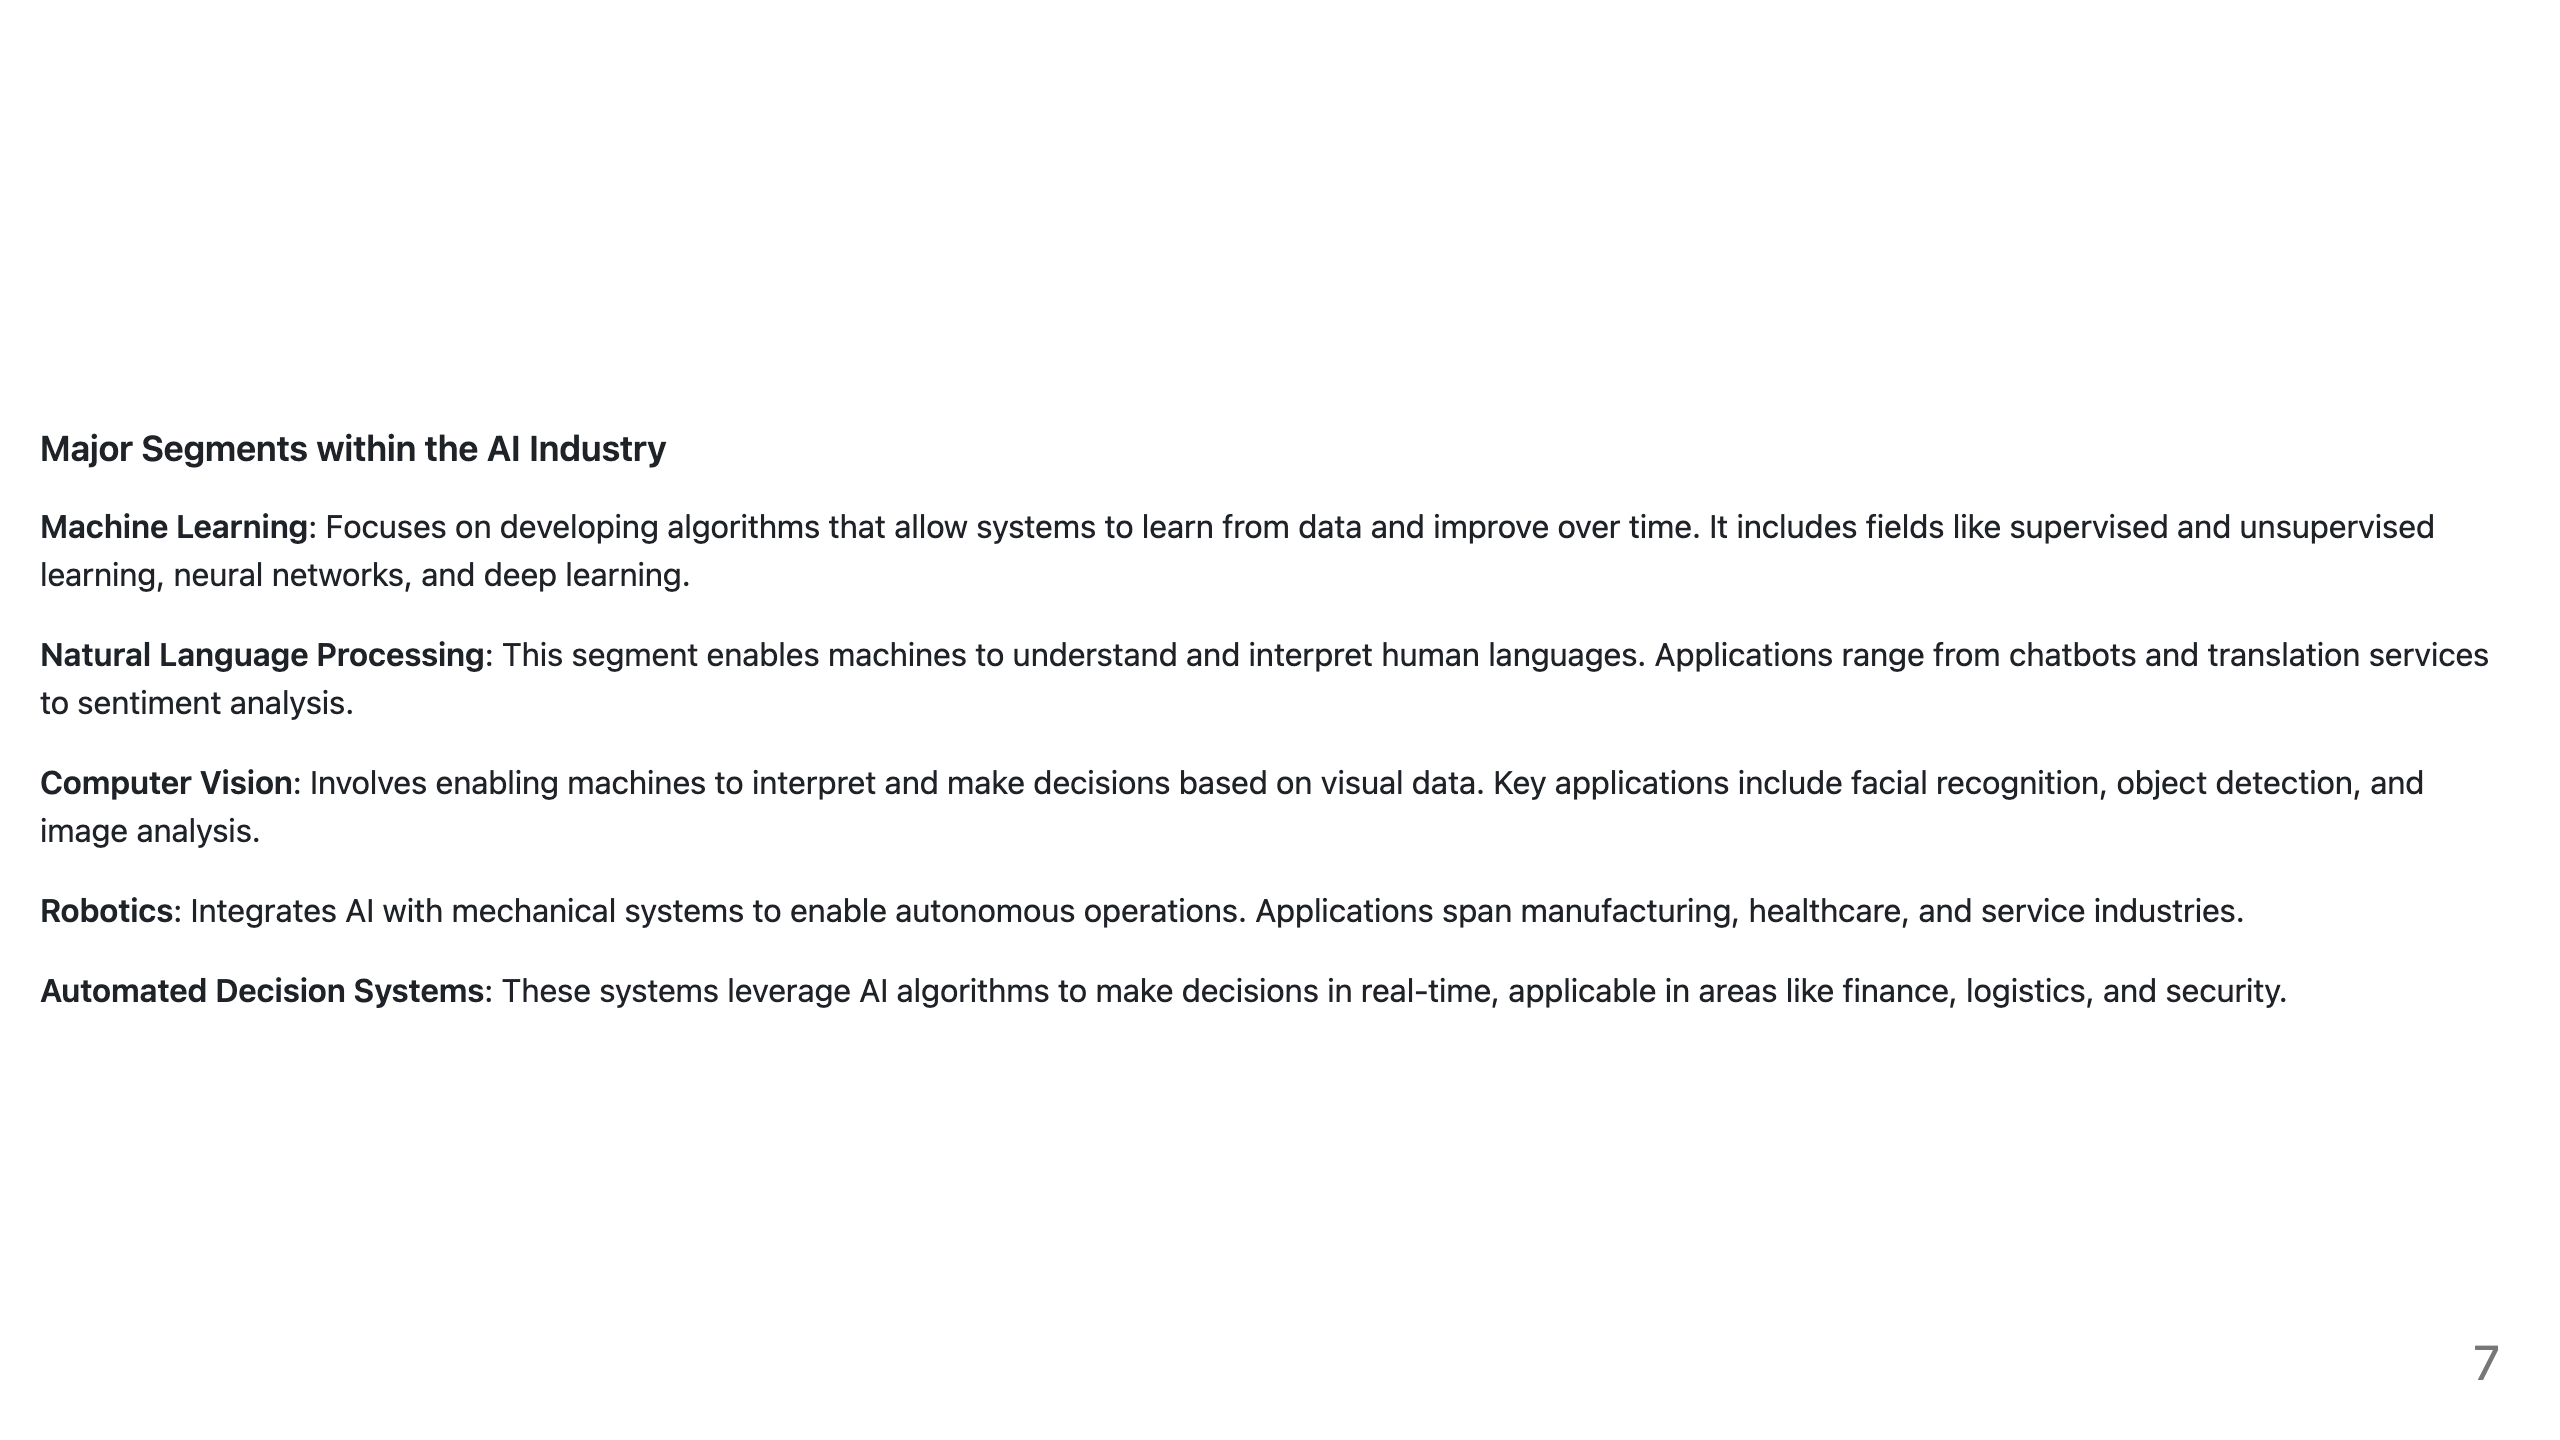 Major Segments within the AI Industry
Machine Learning: Focuses on developing algorithms that allow systems to learn from data and improve over time. It includes fields like supervised and unsupervised
learning, neural networks, and deep learning.
Natural Language Processing: This segment enables machines to understand and interpret human languages. Applications range from chatbots and translation services
to sentiment analysis.
Computer Vision: Involves enabling machines to interpret and make decisions based on visual data. Key applications include facial recognition, object detection, and
image analysis.
Robotics: Integrates AI with mechanical systems to enable autonomous operations. Applications span manufacturing, healthcare, and service industries.
Automated Decision Systems: These systems leverage AI algorithms to make decisions in real-time, applicable in areas like finance, logistics, and security.
7